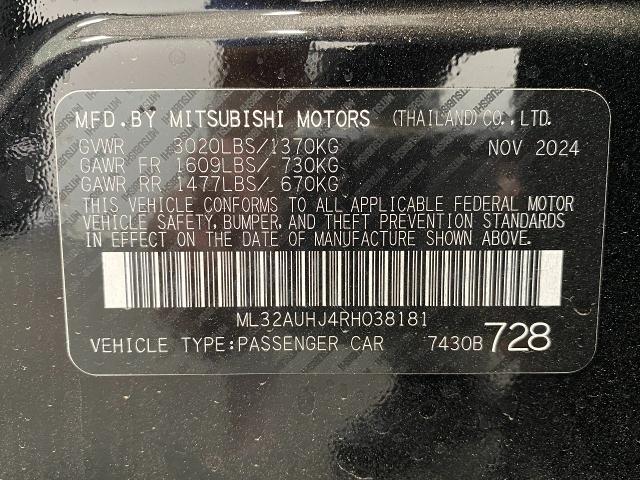 MFD.BY MITSUBISHI MOTORS (THAILAND)CO.,LTD.
GVWR 3020LBS/1370KG NOV 2024
GAWR FR 1609LBS/ 730KG
GAWR RR 1477LBS/ 670KG
THIS VEHICLE CONFORMS TO ALL APPLICABLE FEDERAL MOTOR
VEHICLE SAFETY, BUMPER, AND THEFT PREVENTION STANDARDS
IN EFFECT ON THE DATE OF MANUFACTURE SHOWN ABOVE.
ML32AUHJ4RH038181
VEHICLE TYPE:PASSENGER CAR 7430B 728